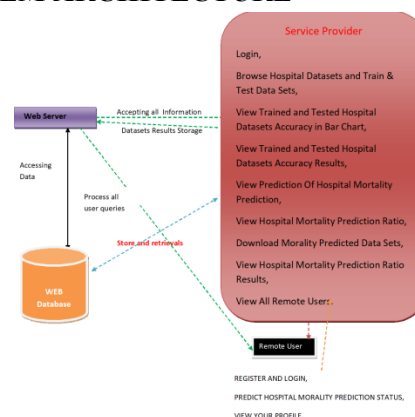 Service Provider
Login,
Browse Hospital Datasets and Train &
Test Data Sets,
View Trained and Tested Hospital
Datasets Accuracy in Bar Chart,
View Trained and Tested Hospital
Datasets Accuracy Results,
View Prediction Of Hospital Mortality
Prediction,
View Hospital Mortality Prediction Ratio,
Download Morality Predicted Data Sets,
View Hospital Mortality Prediction Ratio
Results,
View All Remote Users.
Web Server
Accepting all Information
Datasets Results Storage
Accessing
Data
Process all
user queries
Store and retrievals
WEB
Database
Remote User
REGISTER AND LOGIN,
PREDICT HOSPITAL MORALITY PREDICTION STATUS,
VIEW YOUR PROFILE